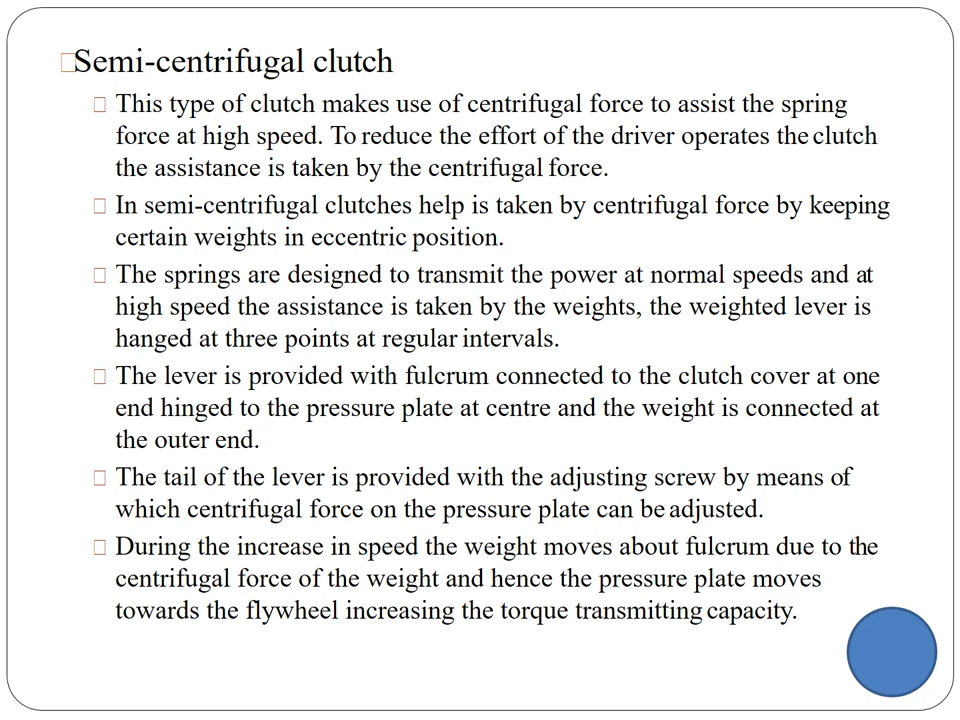 Semi-centrifugal clutch
This type of clutch makes use of centrifugal force to assist the spring
force at high speed. To reduce the effort of the driver operates the clutch
the assistance is taken by the centrifugal force.
In semi-centrifugal clutches help is taken by centrifugal force by keeping
certain weights in eccentric position.
The springs are designed to transmit the power at normal speeds and at
high speed the assistance is taken by the weights, the weighted lever is
hanged at three points at regular intervals.
The lever is provided with fulcrum connected to the clutch cover at one
end hinged to the pressure plate at centre and the weight is connected at
the outer end.
The tail of the lever is provided with the adjusting screw by means of
which centrifugal force on the pressure plate can be adjusted.
During the increase in speed the weight moves about fulcrum due to the
centrifugal force of the weight and hence the pressure plate moves
towards the flywheel increasing the torque transmitting capacity.